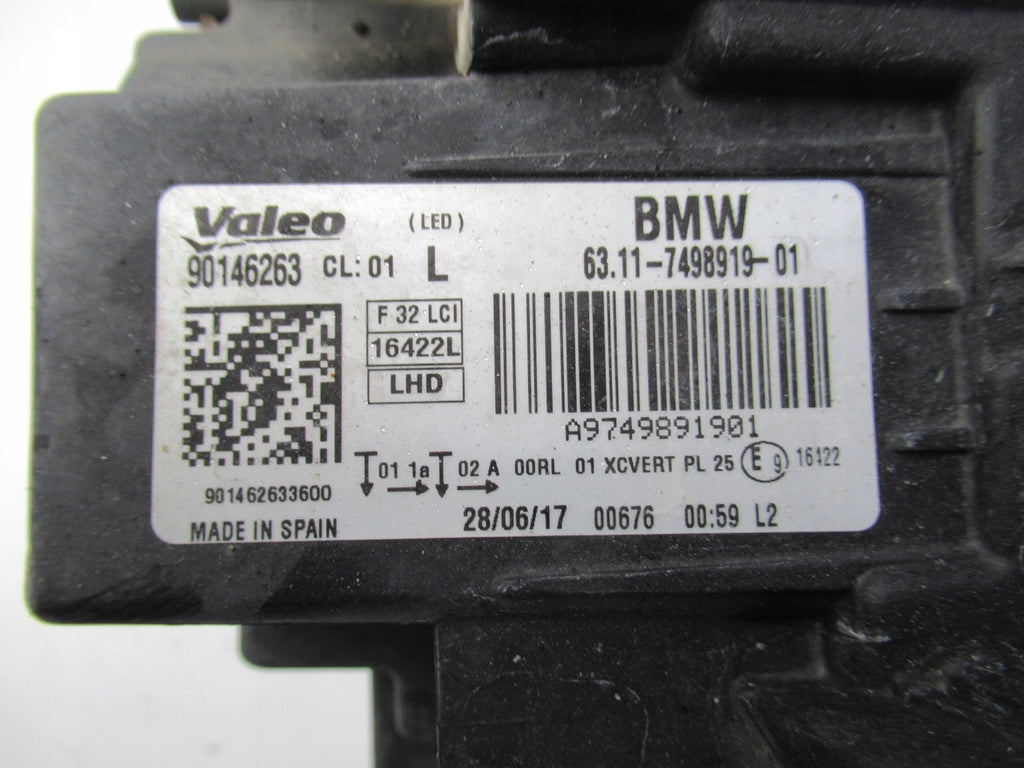 Valeo (LED) BMW
90146263 CL: 01 L 63.11-7498919-01
F 32 LCI
16422L
LHD
A9749891901
01 1a 02 A 00RL 01 XCVERT PL 25 E 9 16422
901462633600
MADE IN SPAIN 28/06/17 00676 00:59 L2